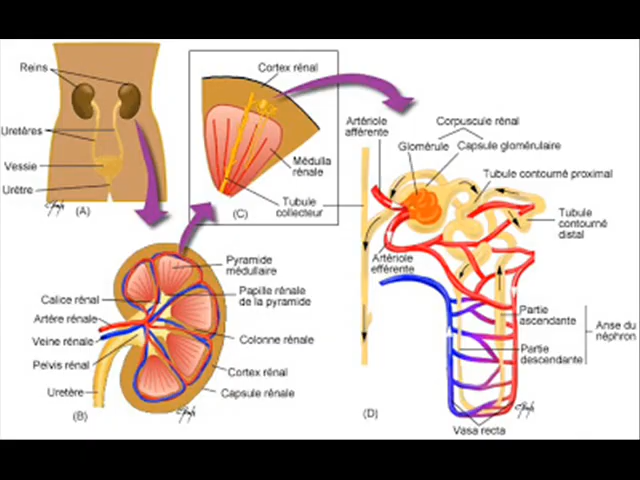 Reins
Uretères
Vessie
Urètre
(A)
Cortex rénal
Médulla
rénale
Tubule
collecteur
(C)
Pyramide
médullaire
Papille rénale
de la pyramide
Calice rénal
Artère rénale
Veine rénale
Pelvis rénal
Uretère
Colonne rénale
Cortex rénal
Capsule rénale
(B)
Artériole
afférente
Corpuscule rénal
Glomérule
Capsule glomérulaire
Tubule contourné proximal
Tubule
contourné
distal
Artériole
efférente
Partie
ascendante
Anse du
néphron
Partie
descendante
Vasa recta
(D)